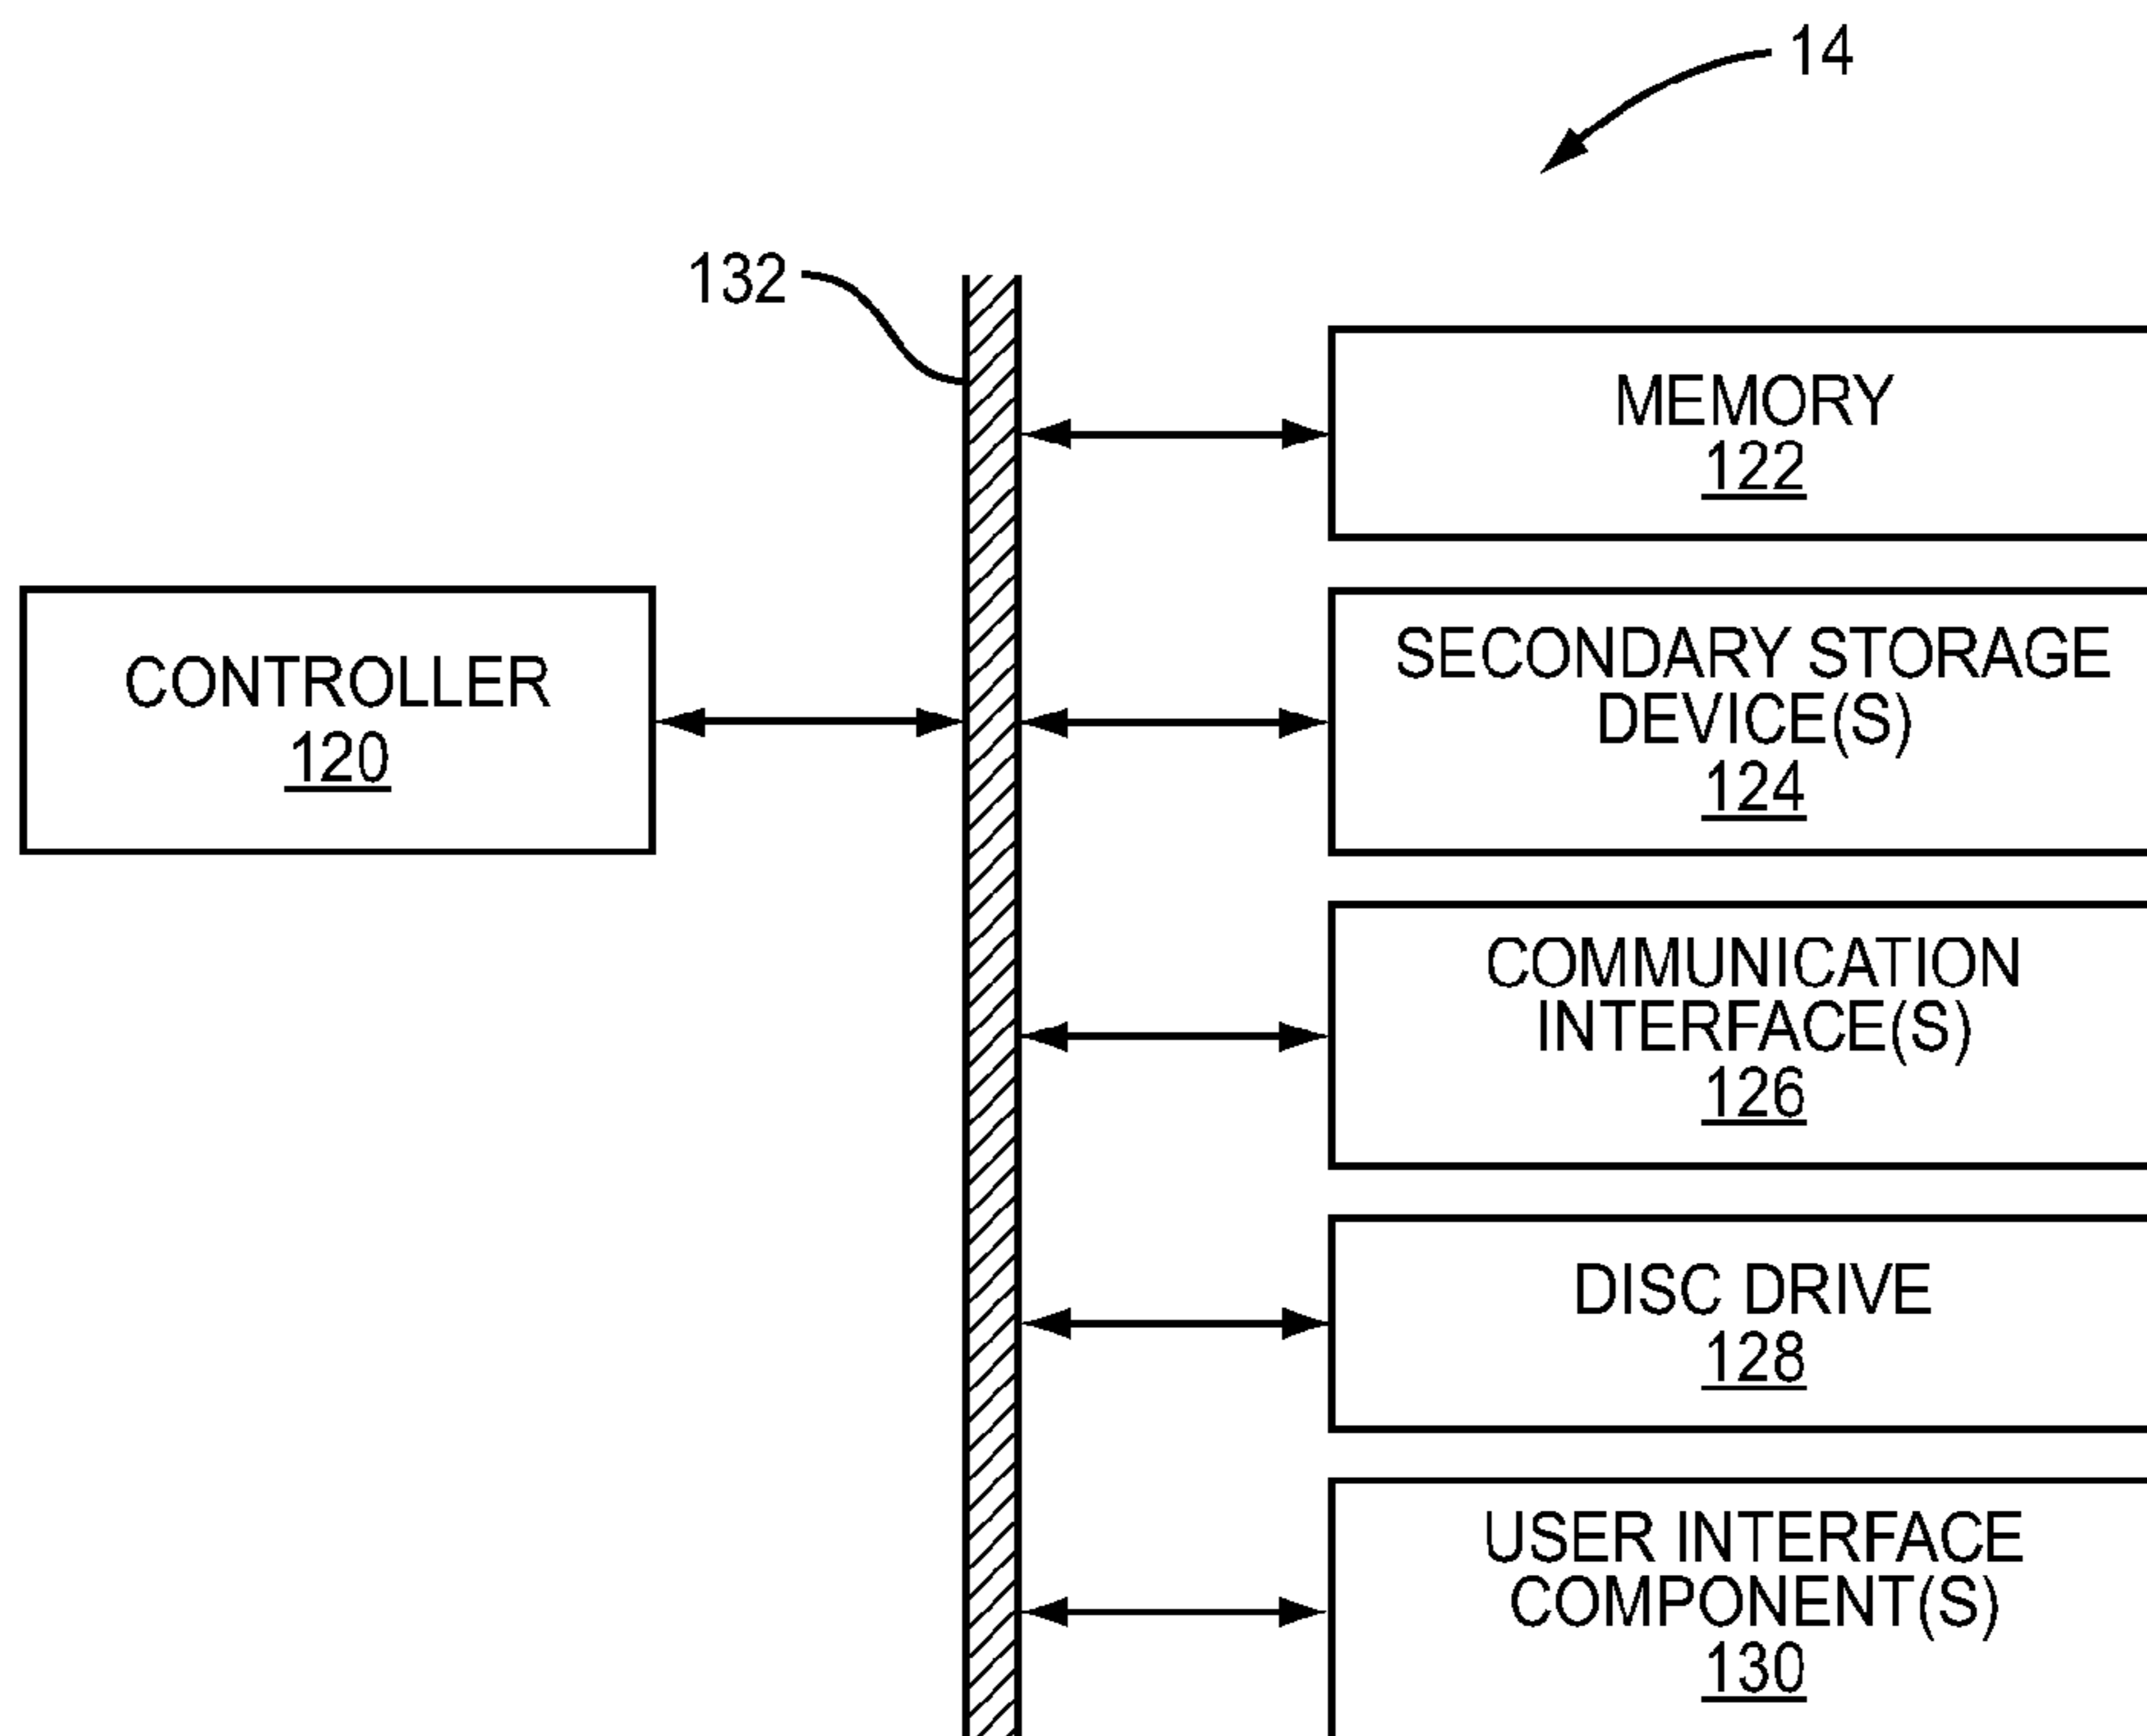 14
132
MEMORY
122
CONTROLLER
120
SECONDARY STORAGE
DEVICE(S)
124
COMMUNICATION
INTERFACE(S)
126
DISC DRIVE
128
USER INTERFACE
COMPONENT(S)
130